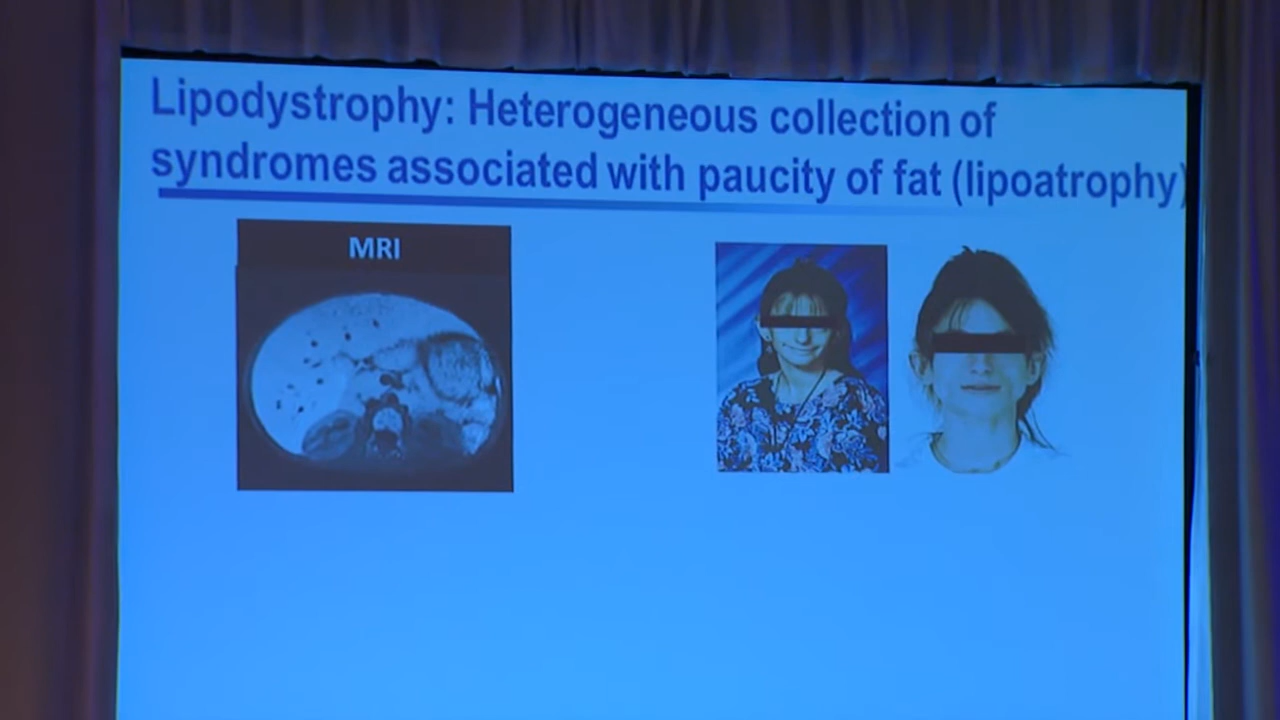 Lipodystrophy: Heterogeneous collection of
syndromes associated with paucity of fat (lipoatrophy)
MRI